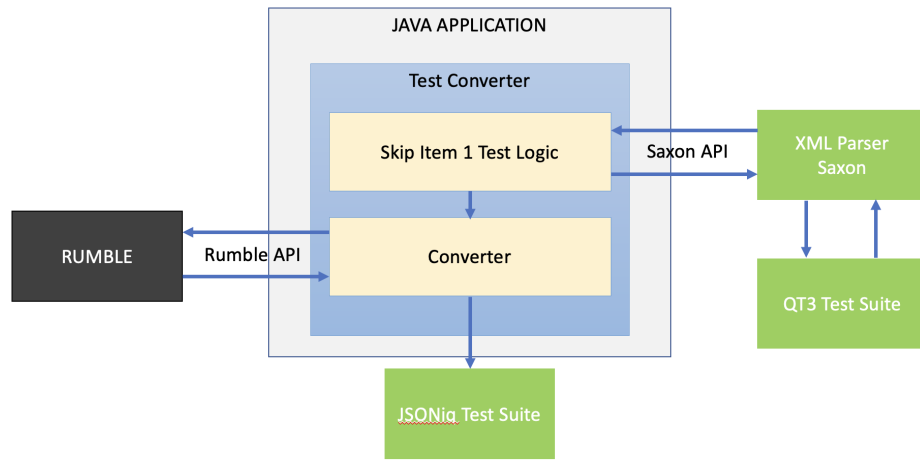 JAVA APPLICATION
Test Converter
Skip Item 1 Test Logic
Saxon API
XML Parser
Saxon
RUMBLE
Rumble API
Converter
QT3 Test Suite
JSONiq Test Suite